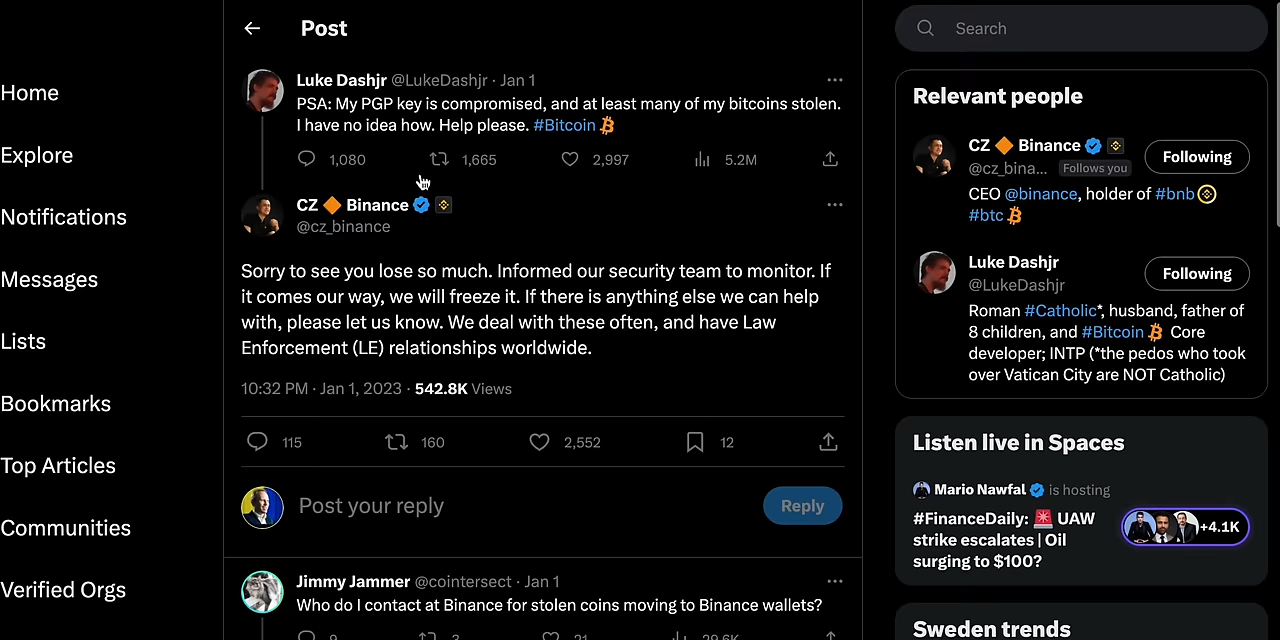 Home
Explore
Notifications
Messages
Lists
Bookmarks
Top Articles
Communities
Verified Orgs
Post
Luke Dashjr @LukeDashjr · Jan 1
PSA: My PGP key is compromised, and at least many of my bitcoins stolen.
I have no idea how. Help please. #Bitcoin
1,080 1,665 2,997 5.2M
CZ 🔶 Binance
@cz_binance
Sorry to see you lose so much. Informed our security team to monitor. If
it comes our way, we will freeze it. If there is anything else we can help
with, please let us know. We deal with these often, and have Law
Enforcement (LE) relationships worldwide.
10:32 PM · Jan 1, 2023 · 542.8K Views
115 160 2,552 12
Post your reply
Reply
Jimmy Jammer @cointersect · Jan 1
Who do I contact at Binance for stolen coins moving to Binance wallets?
9 3 21 29.6K
Search
Relevant people
CZ 🔶 Binance
@cz_bina... Follows you
Following
CEO @binance, holder of #bnb
#btc
Luke Dashjr
@LukeDashjr
Following
Roman #Catholic*, husband, father of
8 children, and #Bitcoin Core
developer; INTP (*the pedos who took
over Vatican City are NOT Catholic)
Listen live in Spaces
Mario Nawfal is hosting
#FinanceDaily: 🚨 UAW
strike escalates | Oil
surging to $100?
+4.1K
Sweden trends